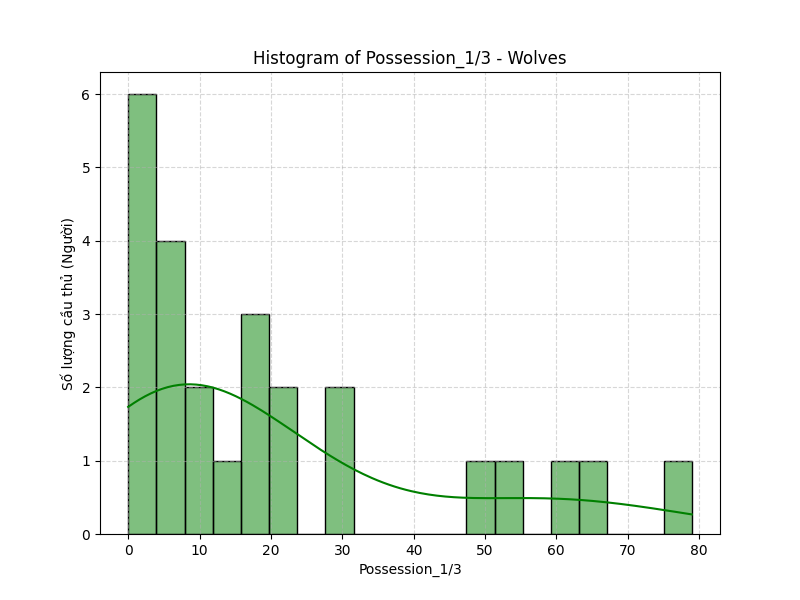 Histogram of Possession_1/3 - Wolves
6
5
4
3
2
1
0
Số lượng cầu thủ (Người)
0 10 20 30 40 50 60 70 80
Possession_1/3